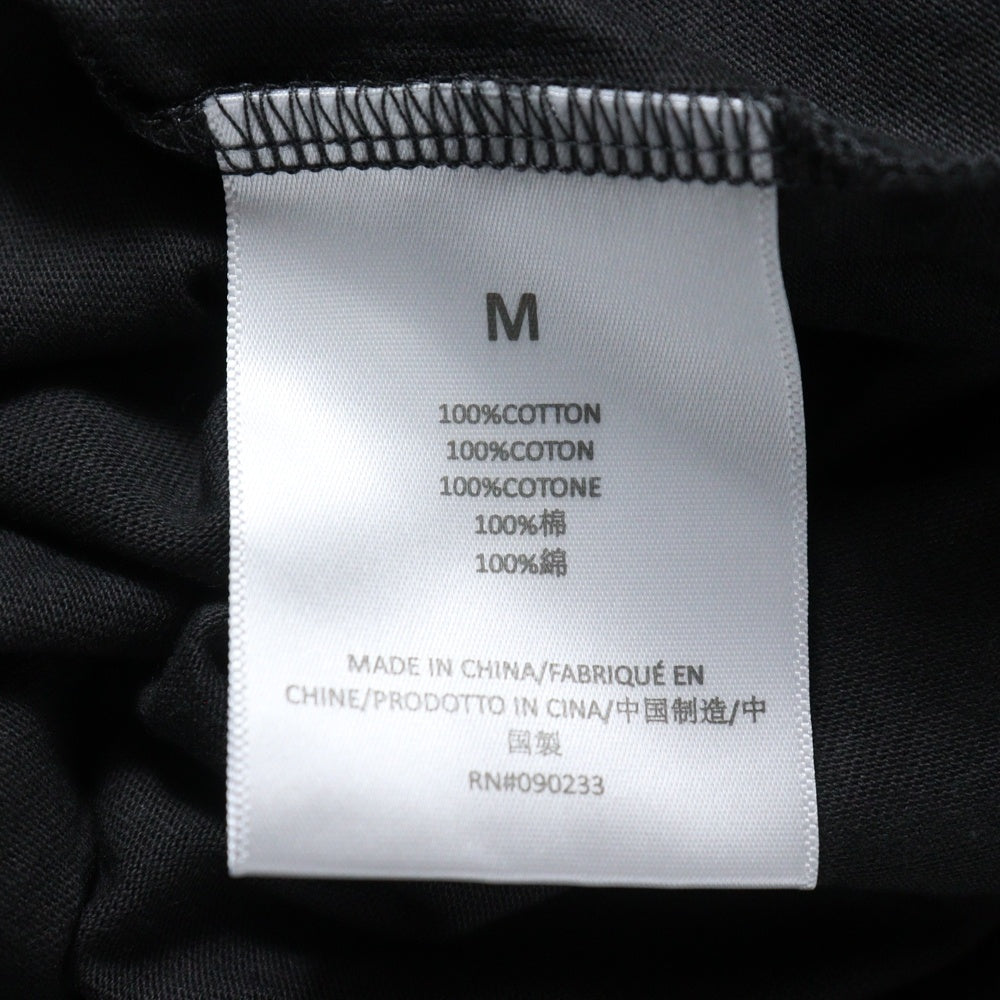 M
100%COTTON
100%COTON
100%COTONE
100%棉
100%綿
MADE IN CHINA/FABRIQUÉ EN
CHINE/PRODOTTO IN CINA/中国制造/中
国製
RN#090233